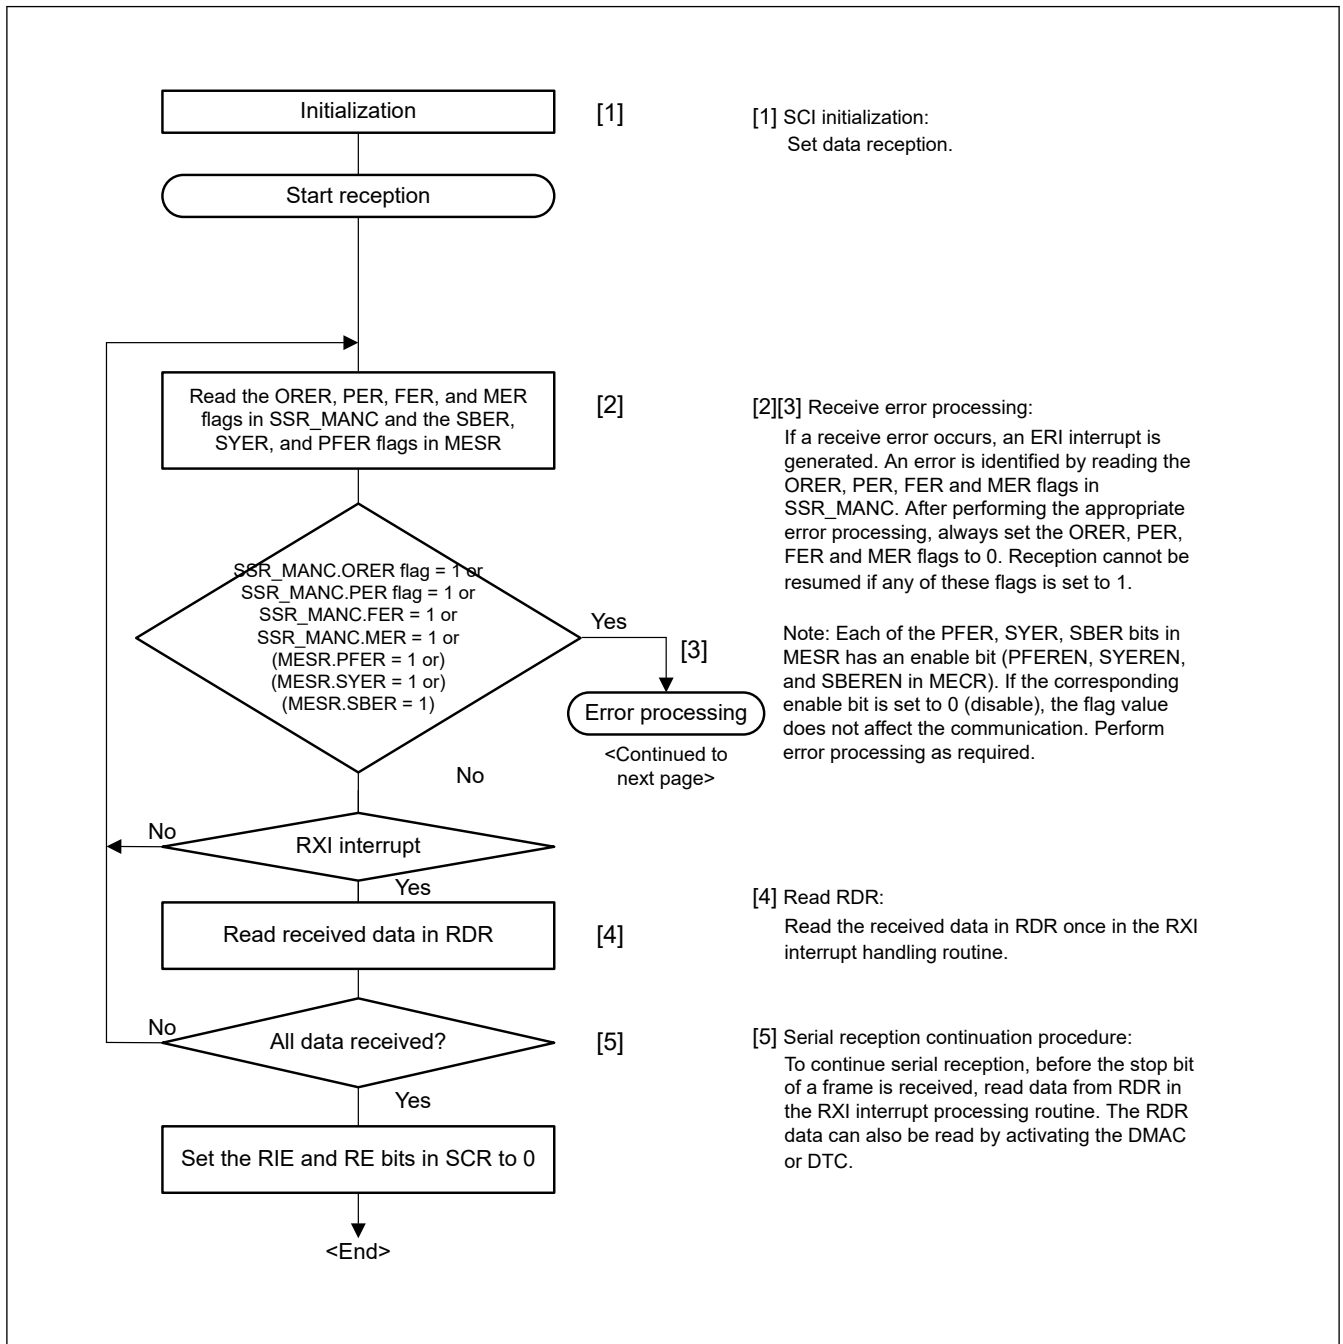 Initialization
[1]
[1] SCI initialization:
Set data reception.
Start reception
Read the ORER, PER, FER, and MER
flags in SSR_MANC and the SBER,
SYER, and PFER flags in MESR
[2]
[2][3] Receive error processing:
If a receive error occurs, an ERI interrupt is
generated. An error is identified by reading the
ORER, PER, FER and MER flags in
SSR_MANC. After performing the appropriate
error processing, always set the ORER, PER,
FER and MER flags to 0. Reception cannot be
resumed if any of these flags is set to 1.
Note: Each of the PFER, SYER, SBER bits in
MESR has an enable bit (PFEREN, SYEREN,
and SBEREN in MECR). If the corresponding
enable bit is set to 0 (disable), the flag value
does not affect the communication. Perform
error processing as required.
SSR_MANC.ORER flag = 1 or
SSR_MANC.PER flag = 1 or
SSR_MANC.FER = 1 or
SSR_MANC.MER = 1 or
(MESR.PFER = 1 or)
(MESR.SYER = 1 or)
(MESR.SBER = 1)
Yes
[3]
Error processing
<Continued to
next page>
No
No
RXI interrupt
Yes
Read received data in RDR
[4]
[4] Read RDR:
Read the received data in RDR once in the RXI
interrupt handling routine.
No
All data received?
[5]
[5] Serial reception continuation procedure:
To continue serial reception, before the stop bit
of a frame is received, read data from RDR in
the RXI interrupt processing routine. The RDR
data can also be read by activating the DMAC
or DTC.
Yes
Set the RIE and RE bits in SCR to 0
<End>